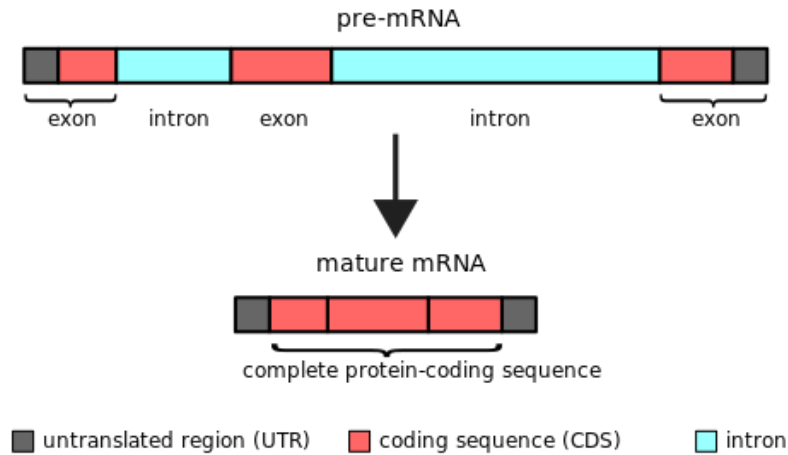 pre-mRNA
exon intron exon intron exon
mature mRNA
complete protein-coding sequence
untranslated region (UTR) coding sequence (CDS) intron